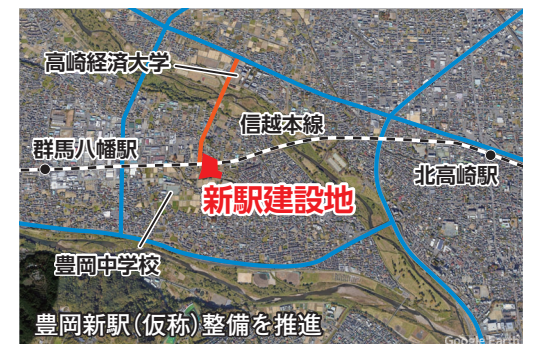 高崎経済大学
信越本線
群馬八幡駅
北高崎駅
新駅建設地
豊岡中学校
豊岡新駅(仮称)整備を推進
Google Earth